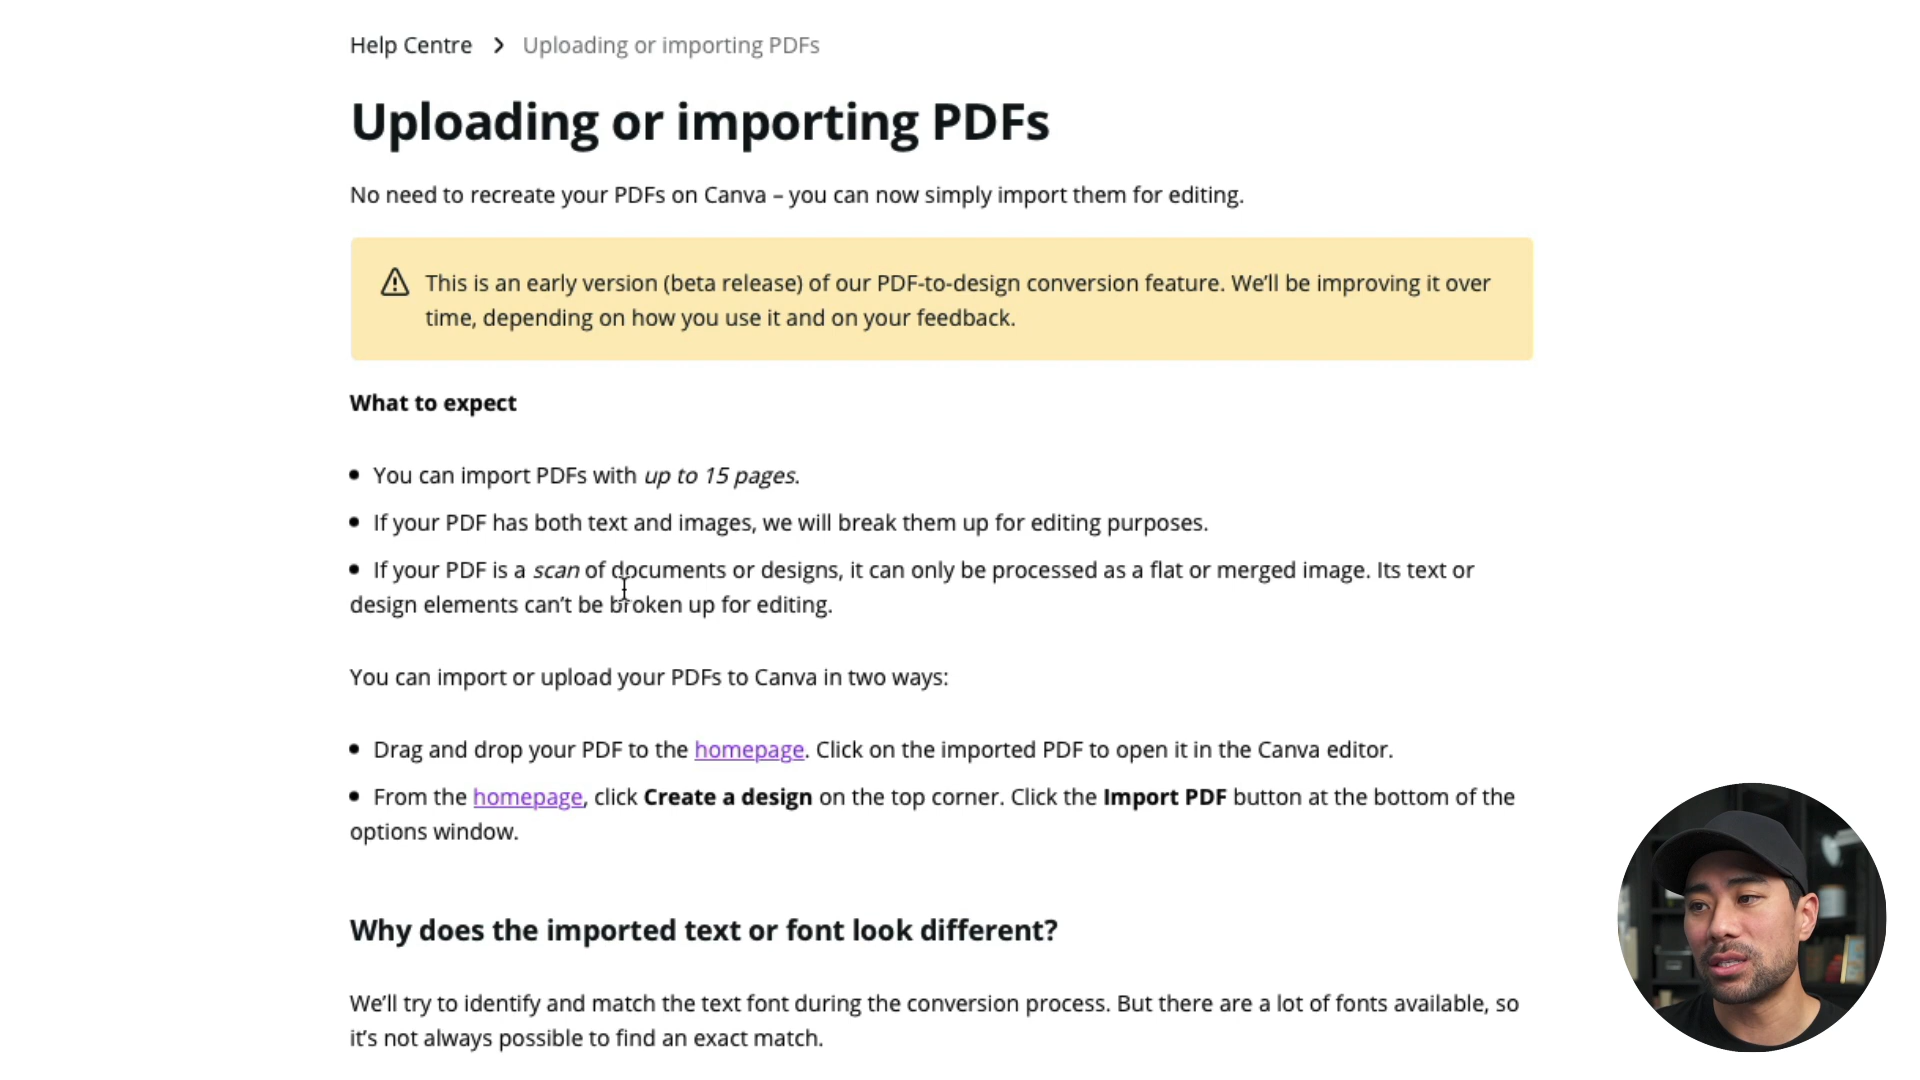 Help Centre > Uploading or importing PDFs
Uploading or importing PDFs
No need to recreate your PDFs on Canva – you can now simply import them for editing.
This is an early version (beta release) of our PDF-to-design conversion feature. We’ll be improving it over
time, depending on how you use it and on your feedback.
What to expect
• You can import PDFs with up to 15 pages.
• If your PDF has both text and images, we will break them up for editing purposes.
• If your PDF is a scan of documents or designs, it can only be processed as a flat or merged image. Its text or
design elements can’t be broken up for editing.
You can import or upload your PDFs to Canva in two ways:
• Drag and drop your PDF to the homepage. Click on the imported PDF to open it in the Canva editor.
• From the homepage, click Create a design on the top corner. Click the Import PDF button at the bottom of the
options window.
Why does the imported text or font look different?
We’ll try to identify and match the text font during the conversion process. But there are a lot of fonts available, so
it’s not always possible to find an exact match.